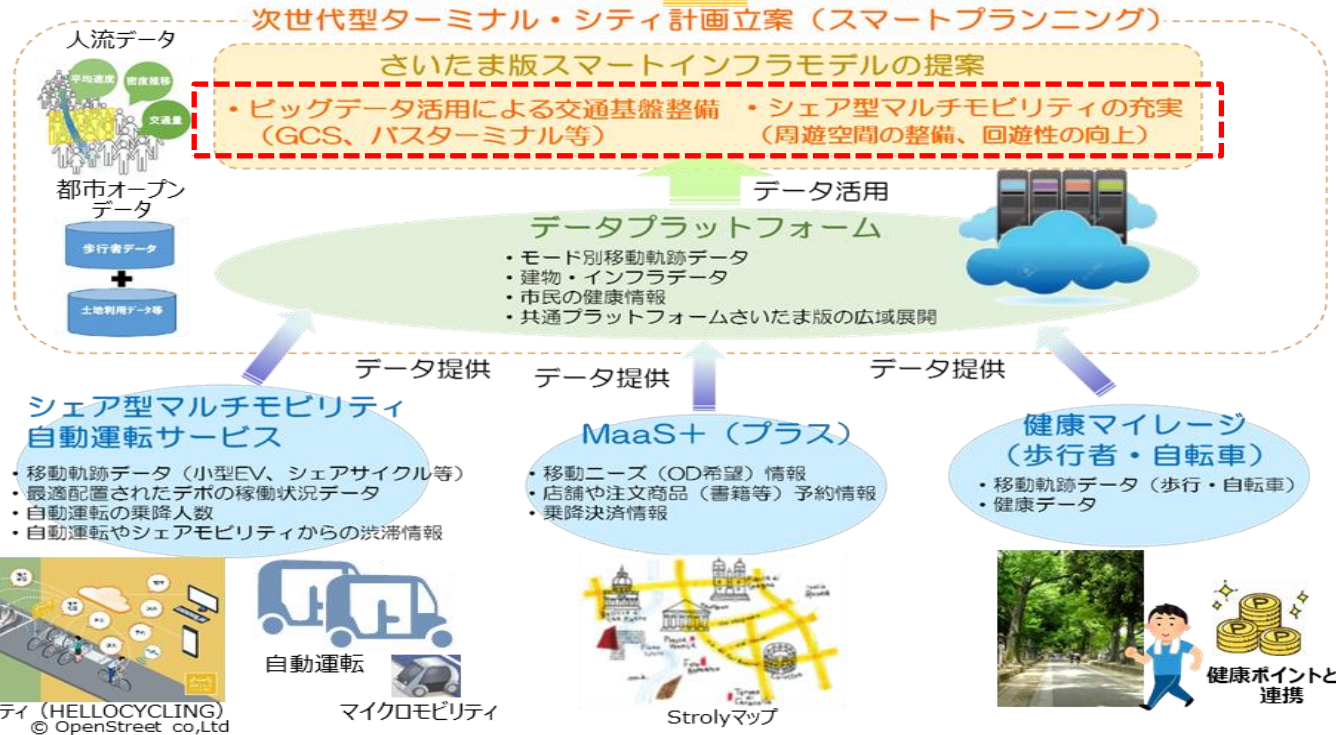 次世代型ターミナル・シティ計画立案（スマートプランニング）
人流データ
平均速度
密度推移
交通量
さいたま版スマートインフラモデルの提案
・ビッグデータ活用による交通基盤整備
（GCS、バスターミナル等）
・シェア型マルチモビリティの充実
（周遊空間の整備、回遊性の向上）
都市オープン
データ
歩行者データ
+
土地利用データ等
データ活用
データプラットフォーム
・モード別移動軌跡データ
・建物・インフラデータ
・市民の健康情報
・共通プラットフォームさいたま版の広域展開
データ提供
データ提供
データ提供
シェア型マルチモビリティ
自動運転サービス
・移動軌跡データ（小型EV、シェアサイクル等）
・最適配置されたデポの稼働状況データ
・自動運転の乗降人数
・自動運転やシェアモビリティからの渋滞情報
MaaS＋（プラス）
・移動ニーズ（OD希望）情報
・店舗や注文商品（書籍等）予約情報
・乗降決済情報
健康マイレージ
（歩行者・自転車）
・移動軌跡データ（歩行・自転車）
・健康データ
自動運転
ティ（HELLOCYCLING）
© OpenStreet co,Ltd
マイクロモビリティ
Strolyマップ
P
P
P
健康ポイントと
連携